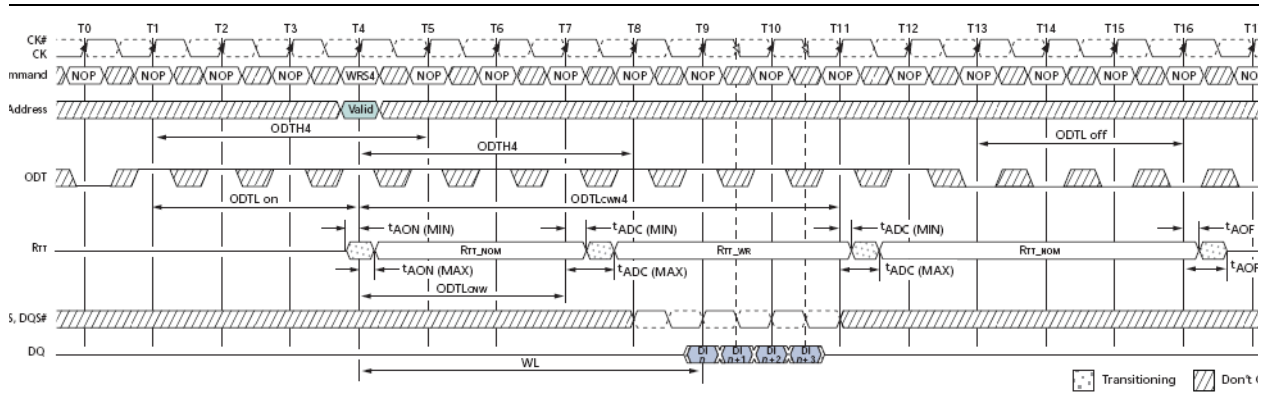 T0 T1 T2 T3 T4 T5 T6 T7 T8 T9 T10 T11 T12 T13 T14 T15 T16 T1
CK#
CK
mmand NOP NOP NOP NOP WRS4 NOP NOP NOP NOP NOP NOP NOP NOP NOP NOP NOP NOP NO
Address Valid
ODTH4 ODTL off
ODTH4
ODT
ODTL on ODTLCWN4
tAON (MIN) tADC (MIN) tADC (MIN) tAOF
RTT RTT_NOM RTT_WR RTT_NOM
tAON (MAX) tADC (MAX) tADC (MAX) tAOF
ODTLCNW
S, DQS#
DQ DI n DI n + 1 DI n + 2 DI n + 3
WL
Transitioning Don't